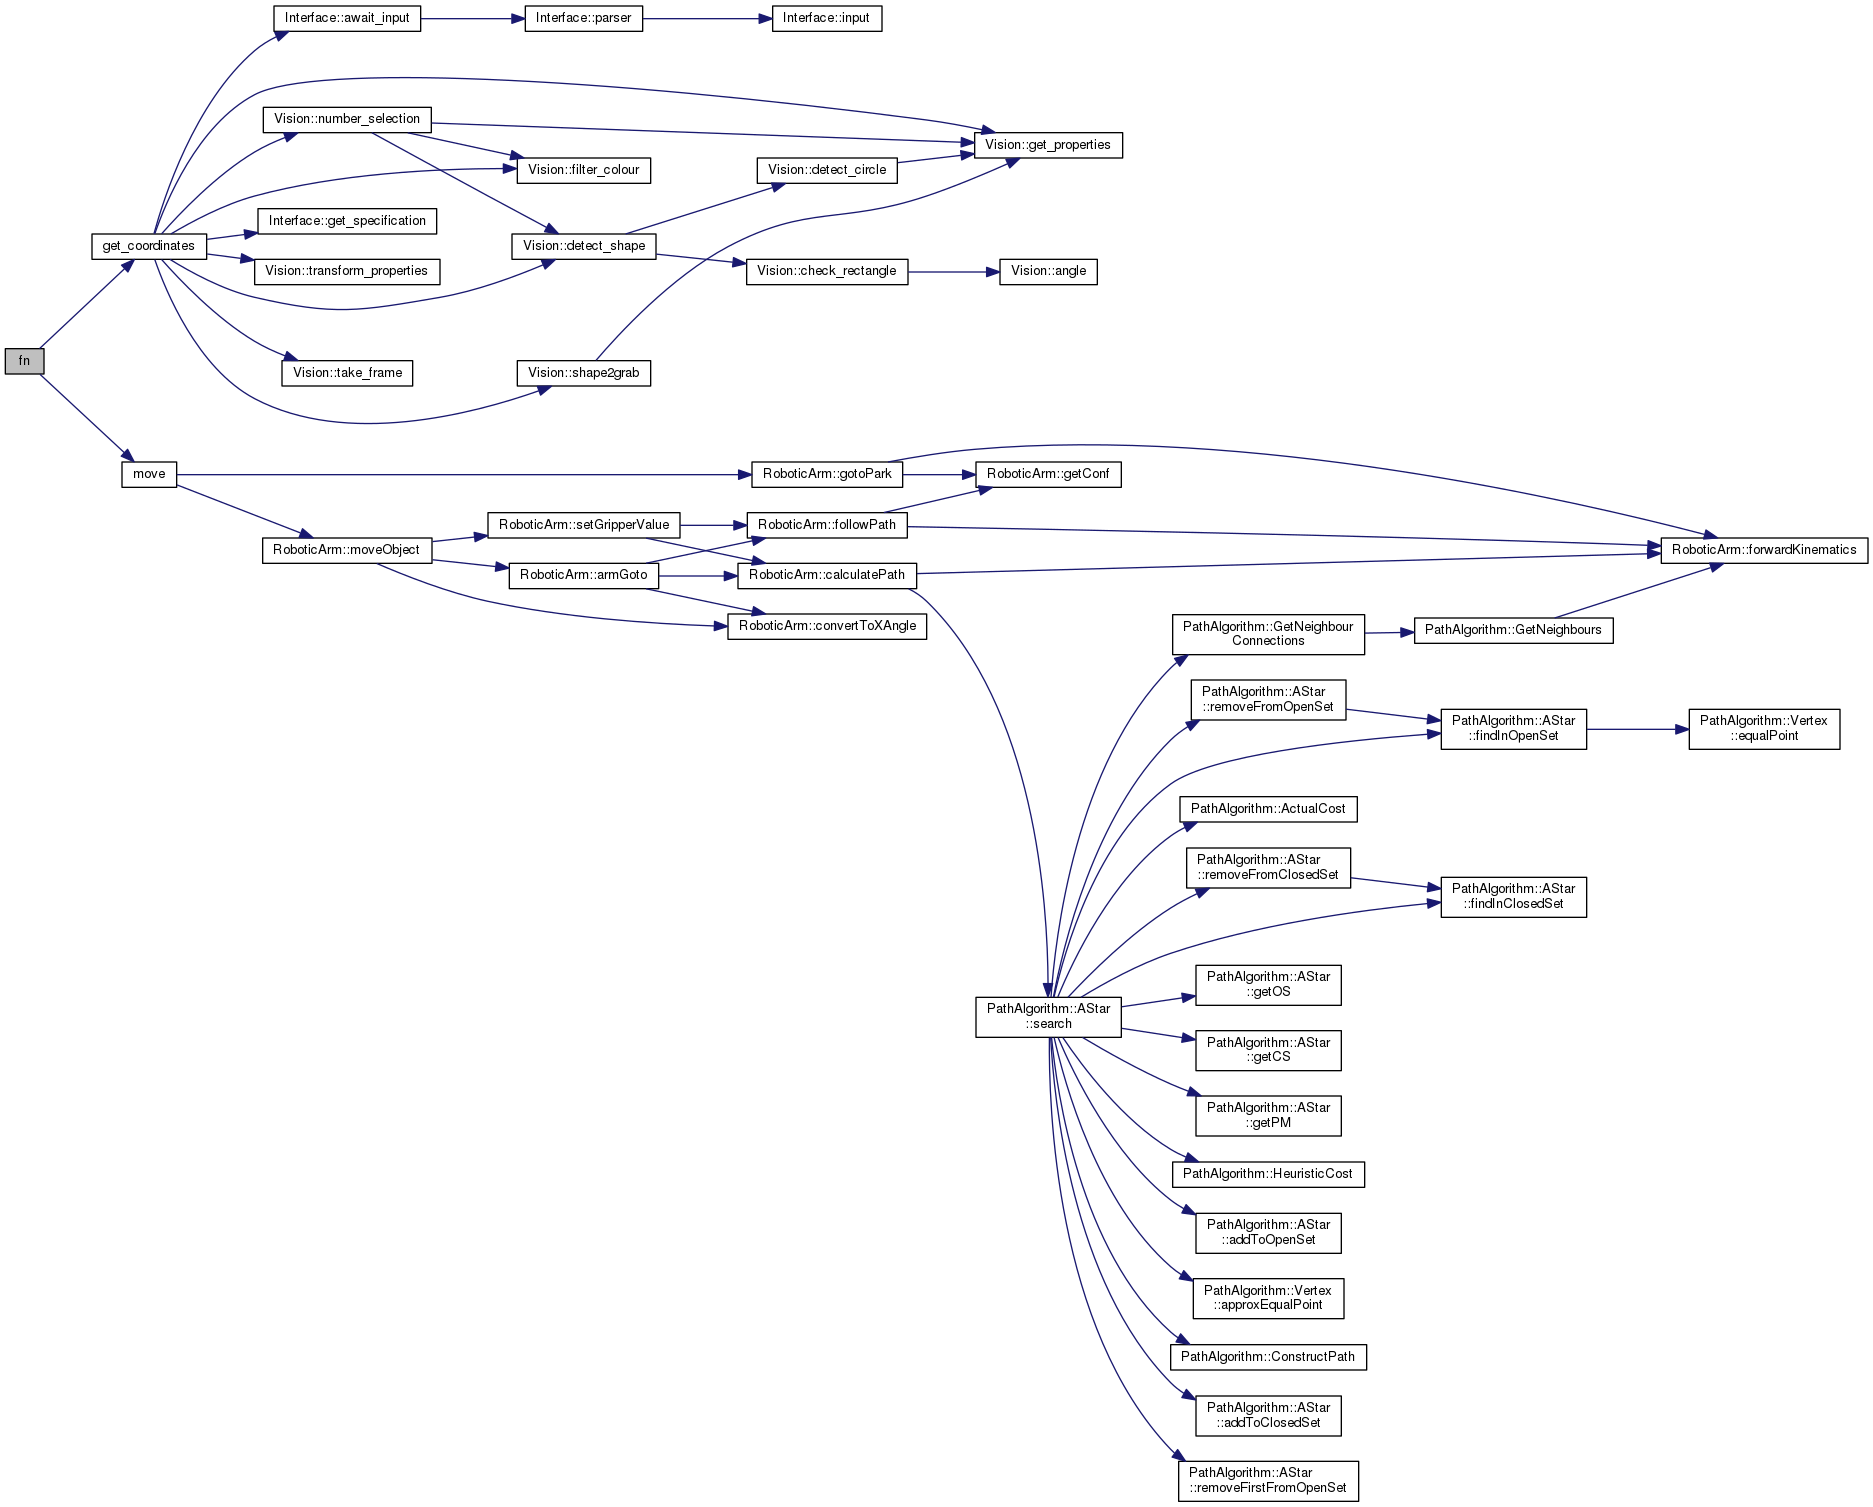 Interface::await_input
Interface::parser
Interface::input
Vision::number_selection
Vision::get_properties
Vision::filter_colour
Vision::detect_circle
Interface::get_specification
get_coordinates
Vision::detect_shape
Vision::transform_properties
Vision::check_rectangle
Vision::angle
fn
Vision::take_frame
Vision::shape2grab
move
RoboticArm::gotoPark
RoboticArm::getConf
RoboticArm::setGripperValue
RoboticArm::followPath
RoboticArm::moveObject
RoboticArm::forwardKinematics
RoboticArm::armGoto
RoboticArm::calculatePath
RoboticArm::convertToXAngle
PathAlgorithm::GetNeighbour
Connections
PathAlgorithm::GetNeighbours
PathAlgorithm::AStar
::removeFromOpenSet
PathAlgorithm::AStar
::findInOpenSet
PathAlgorithm::Vertex
::equalPoint
PathAlgorithm::ActualCost
PathAlgorithm::AStar
::removeFromClosedSet
PathAlgorithm::AStar
::findInClosedSet
PathAlgorithm::AStar
::getOS
PathAlgorithm::AStar
::search
PathAlgorithm::AStar
::getCS
PathAlgorithm::AStar
::getPM
PathAlgorithm::HeuristicCost
PathAlgorithm::AStar
::addToOpenSet
PathAlgorithm::Vertex
::approxEqualPoint
PathAlgorithm::ConstructPath
PathAlgorithm::AStar
::addToClosedSet
PathAlgorithm::AStar
::removeFirstFromOpenSet